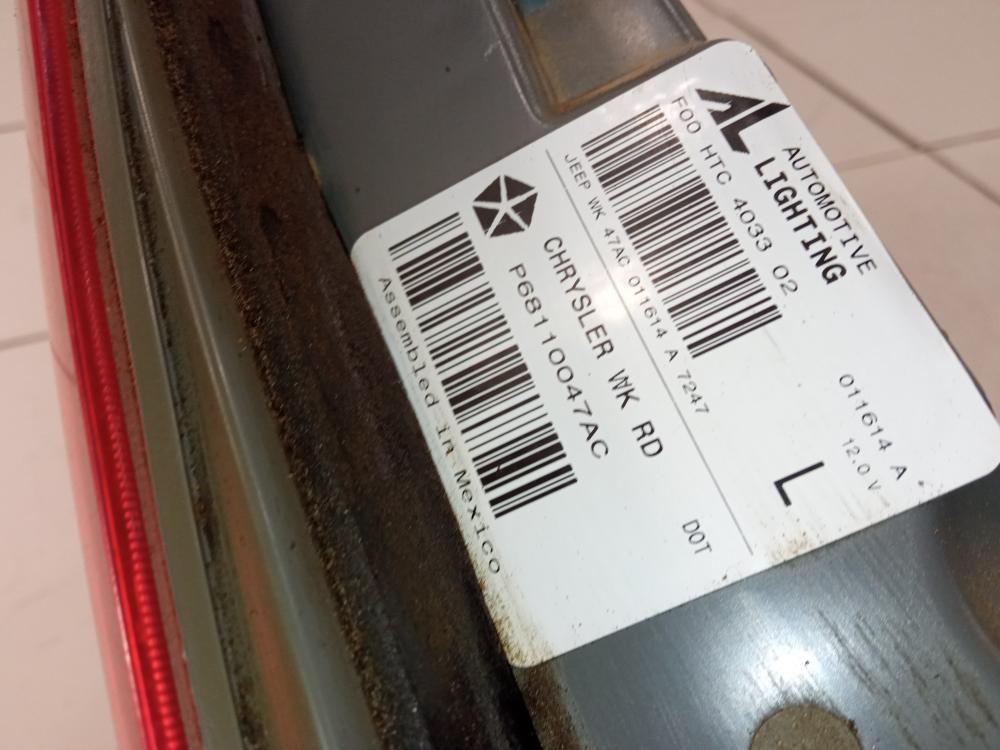 AL
AUTOMOTIVE
LIGHTING
F00 HTC 4033 02
011614 A
12.0 V
L
JEEP WK 47AC 011614 A 7247
CHRYSLER WK RD
DOT
P68110047AC
Assembled in Mexico